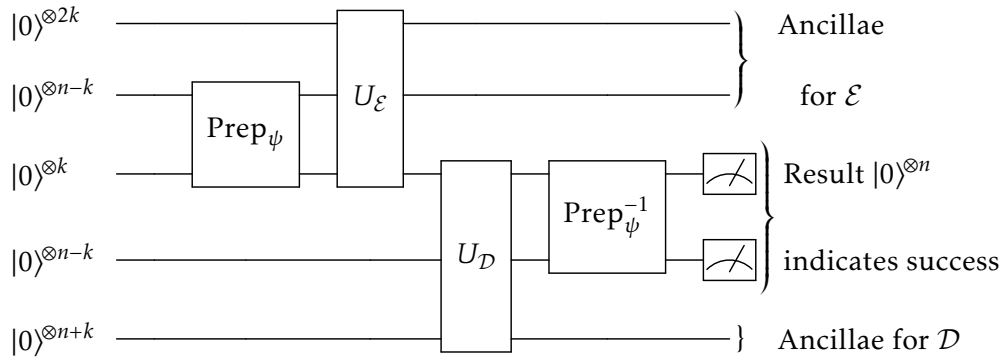 |0⟩^{⊗2k} Ancillae
|0⟩^{⊗n−k} U_ℰ for ℰ
Prep_ψ
|0⟩^{⊗k} Result |0⟩^{⊗n}
Prep_ψ^{−1}
|0⟩^{⊗n−k} U_𝒟 indicates success
|0⟩^{⊗n+k} Ancillae for 𝒟